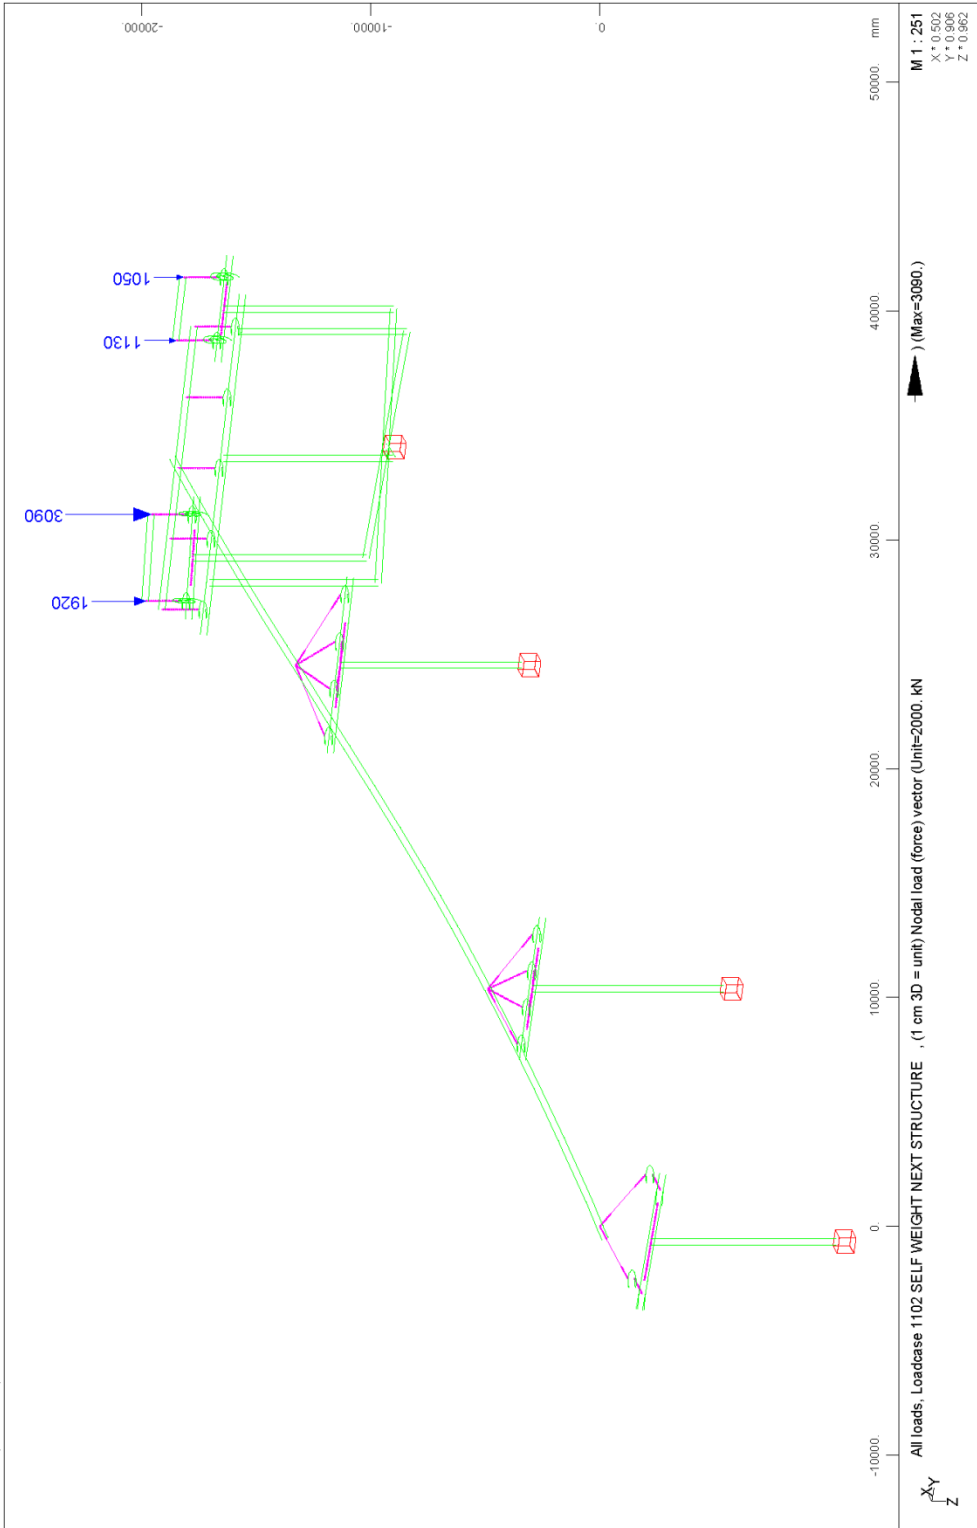 -20000.
-10000.
0.
mm
50000.
40000.
30000.
20000.
10000.
0.
-10000.
1050
1130
3090
1920
M 1 : 251
X * 0.502
Y * 0.906
Z * 0.962
All loads, Loadcase 1102 SELF WEIGHT NEXT STRUCTURE , (1 cm 3D = unit) Nodal load (force) vector (Unit=2000. kN ) (Max=3090.)
X
Y
Z